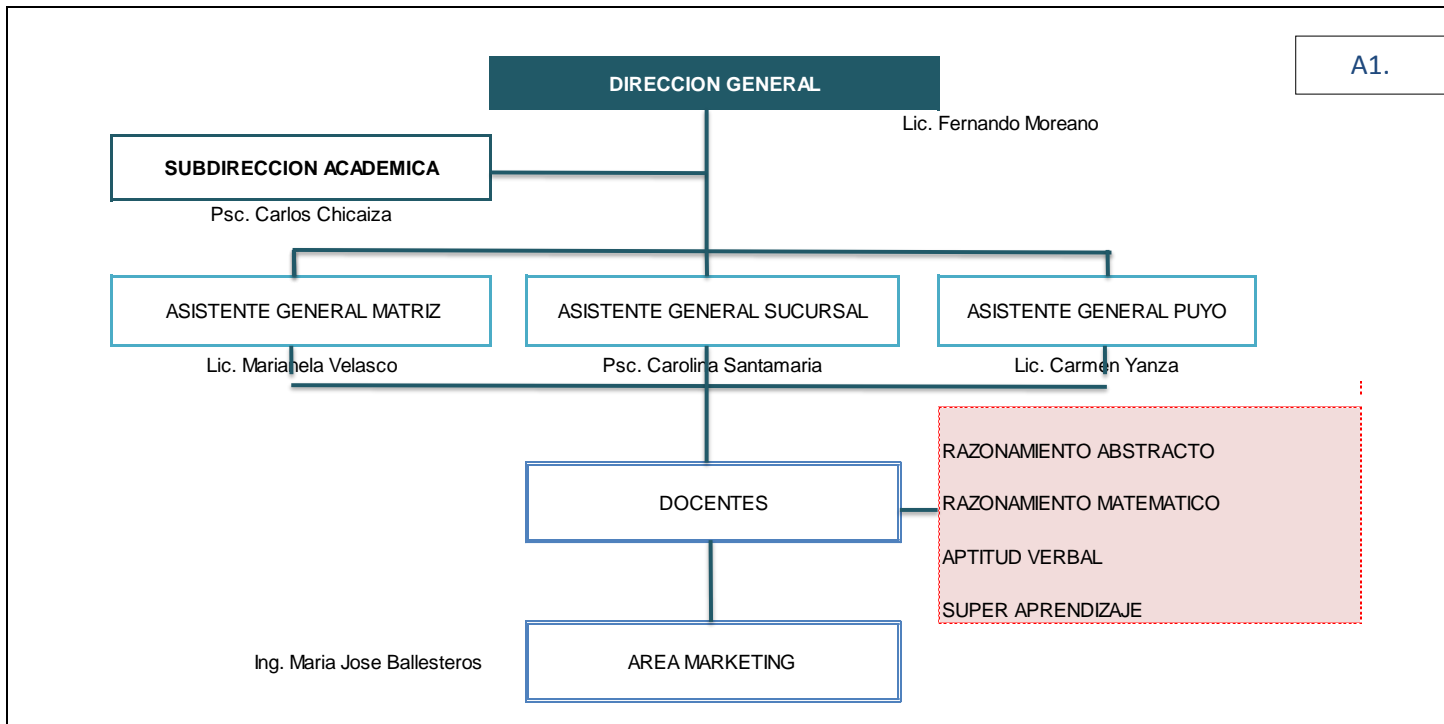 A1.
DIRECCION GENERAL
Lic. Fernando Moreano
SUBDIRECCION ACADEMICA
Psc. Carlos Chicaiza
ASISTENTE GENERAL MATRIZ
ASISTENTE GENERAL SUCURSAL
ASISTENTE GENERAL PUYO
Lic. Marianela Velasco
Psc. Carolina Santamaria
Lic. Carmen Yanza
DOCENTES
RAZONAMIENTO ABSTRACTO
RAZONAMIENTO MATEMATICO
APTITUD VERBAL
SUPER APRENDIZAJE
Ing. Maria Jose Ballesteros
AREA MARKETING